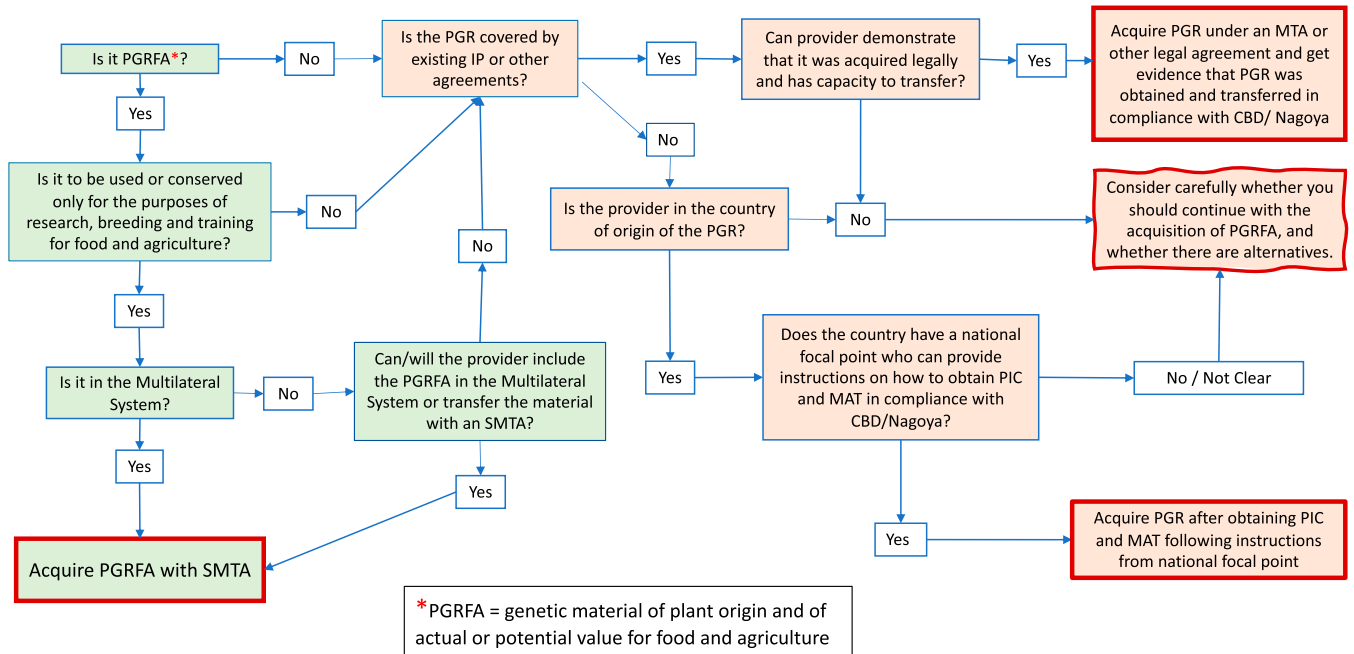 Is it PGRFA*?
No
Is the PGR covered by
existing IP or other
agreements?
Yes
Can provider demonstrate
that it was acquired legally
and has capacity to transfer?
Yes
Acquire PGR under an MTA or
other legal agreement and get
evidence that PGR was
obtained and transferred in
compliance with CBD/ Nagoya
Yes
No
Is it to be used or conserved
only for the purposes of
research, breeding and training
for food and agriculture?
No
No
Is the provider in the country
of origin of the PGR?
No
Consider carefully whether you
should continue with the
acquisition of PGRFA, and
whether there are alternatives.
Yes
Is it in the Multilateral
System?
No
Can/will the provider include
the PGRFA in the Multilateral
System or transfer the material
with an SMTA?
Yes
Does the country have a national
focal point who can provide
instructions on how to obtain PIC
and MAT in compliance with
CBD/Nagoya?
No / Not Clear
Yes
Yes
Yes
Acquire PGR after obtaining PIC
and MAT following instructions
from national focal point
Acquire PGRFA with SMTA
*PGRFA = genetic material of plant origin and of
actual or potential value for food and agriculture